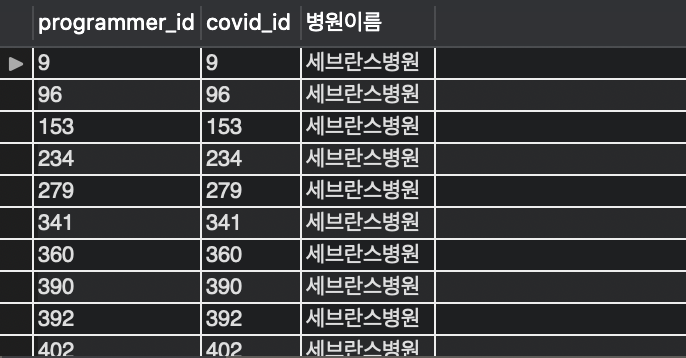 programmer_id covid_id 병원이름
9 9 세브란스병원
96 96 세브란스병원
153 153 세브란스병원
234 234 세브란스병원
279 279 세브란스병원
341 341 세브란스병원
360 360 세브란스병원
390 390 세브란스병원
392 392 세브란스병원
402 402 세브란스병원